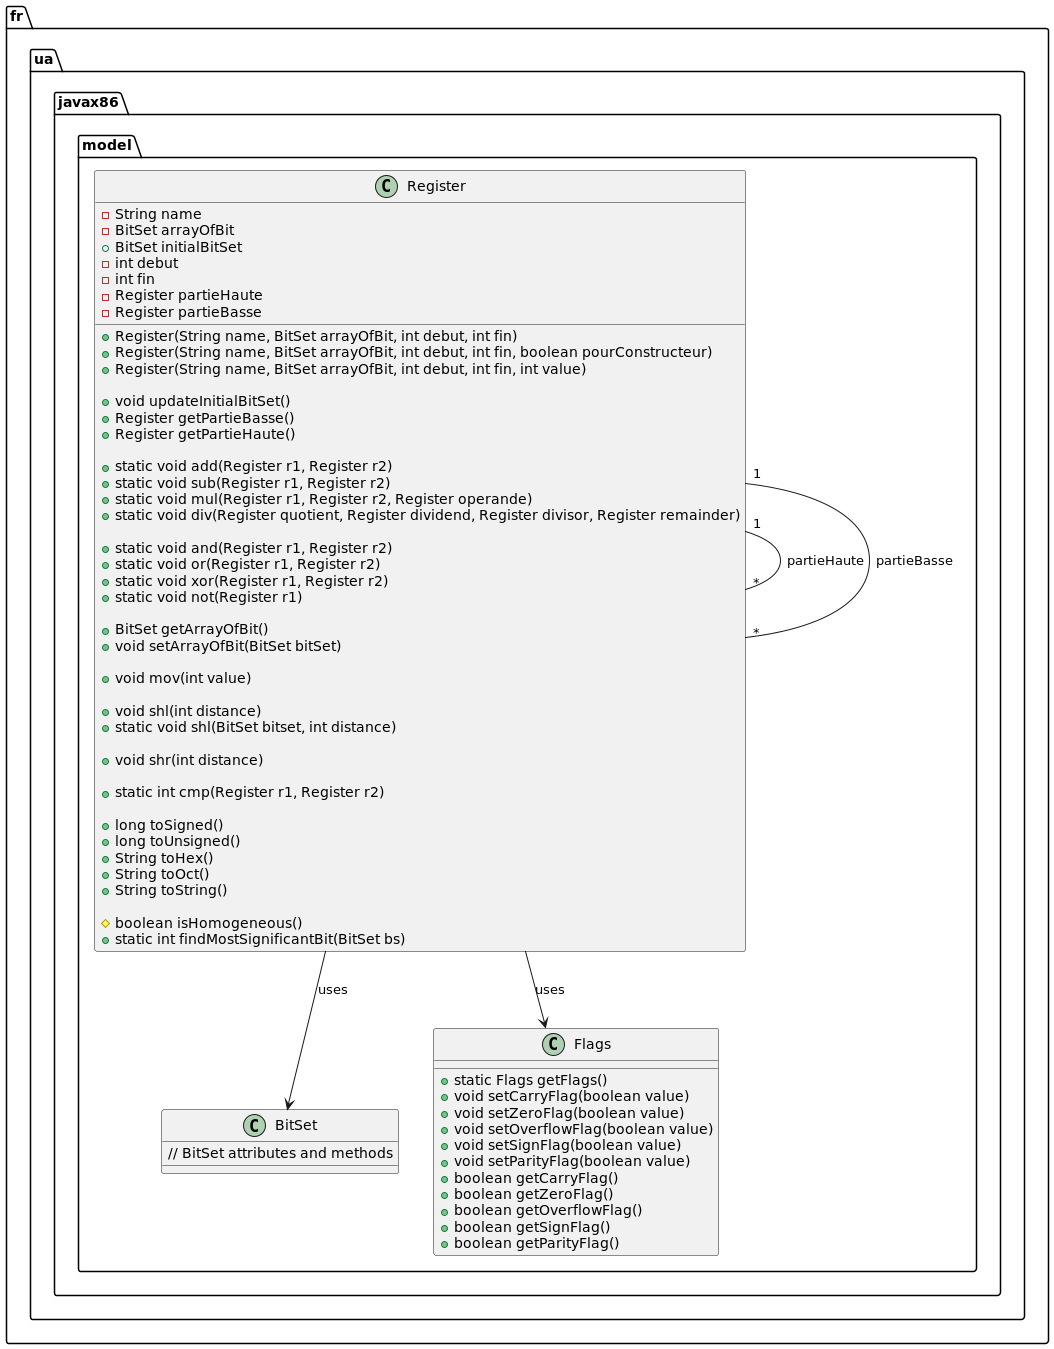 fr
ua
javax86
model
C Register
String name
BitSet arrayOfBit
BitSet initialBitSet
int debut
int fin
Register partieHaute
Register partieBasse
Register(String name, BitSet arrayOfBit, int debut, int fin)
Register(String name, BitSet arrayOfBit, int debut, int fin, boolean pourConstructeur)
Register(String name, BitSet arrayOfBit, int debut, int fin, int value)
void updateInitialBitSet()
Register getPartieBasse()
Register getPartieHaute()
static void add(Register r1, Register r2)
static void sub(Register r1, Register r2)
static void mul(Register r1, Register r2, Register operande)
static void div(Register quotient, Register dividend, Register divisor, Register remainder)
static void and(Register r1, Register r2)
static void or(Register r1, Register r2)
static void xor(Register r1, Register r2)
static void not(Register r1)
BitSet getArrayOfBit()
void setArrayOfBit(BitSet bitSet)
void mov(int value)
void shl(int distance)
static void shl(BitSet bitset, int distance)
void shr(int distance)
static int cmp(Register r1, Register r2)
long toSigned()
long toUnsigned()
String toHex()
String toOct()
String toString()
boolean isHomogeneous()
static int findMostSignificantBit(BitSet bs)
1
1
partieHaute
partieBasse
*
*
uses
uses
C BitSet
// BitSet attributes and methods
C Flags
static Flags getFlags()
void setCarryFlag(boolean value)
void setZeroFlag(boolean value)
void setOverflowFlag(boolean value)
void setSignFlag(boolean value)
void setParityFlag(boolean value)
boolean getCarryFlag()
boolean getZeroFlag()
boolean getOverflowFlag()
boolean getSignFlag()
boolean getParityFlag()